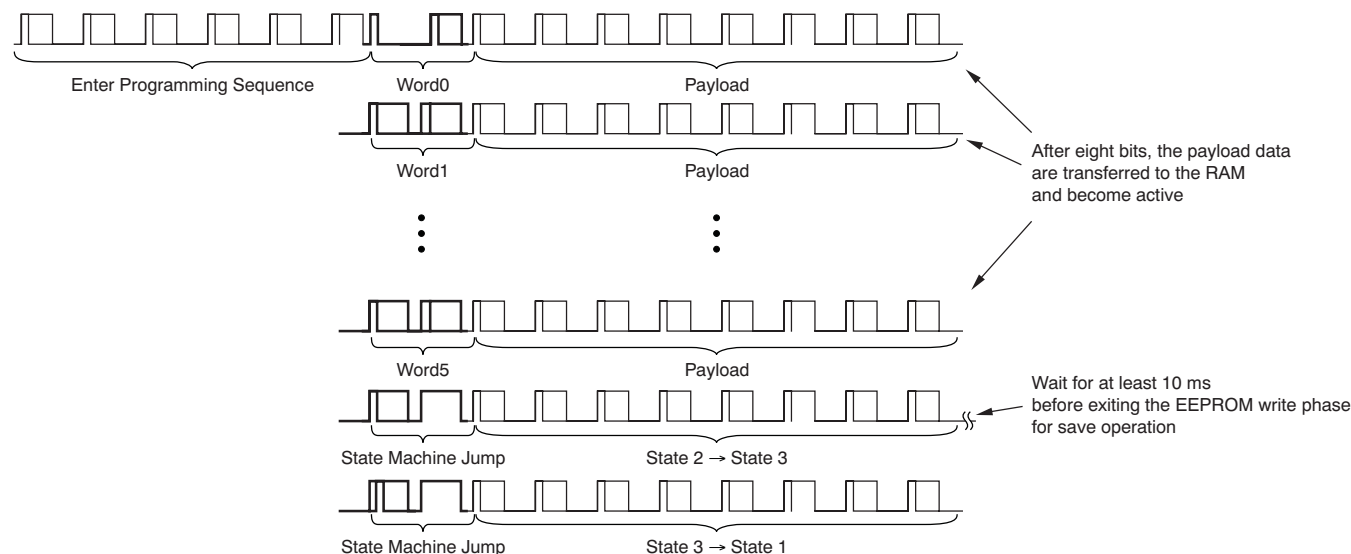 Enter Programming Sequence
Word0
Payload
Word1
Payload
After eight bits, the payload data
are transferred to the RAM
and become active
Word5
Payload
Wait for at least 10 ms
before exiting the EEPROM write phase
for save operation
State Machine Jump
State 2 → State 3
State Machine Jump
State 3 → State 1